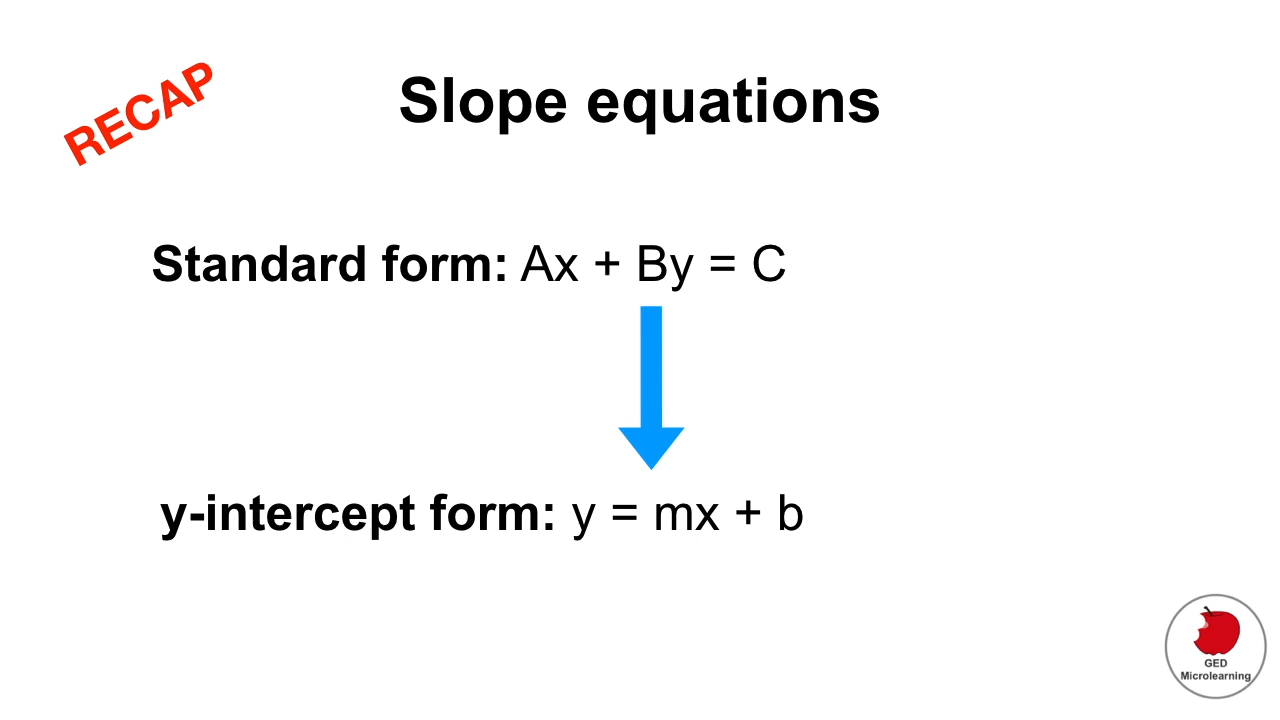 RECAP
Slope equations
Standard form: Ax + By = C
y-intercept form: y = mx + b
GED
Microlearning